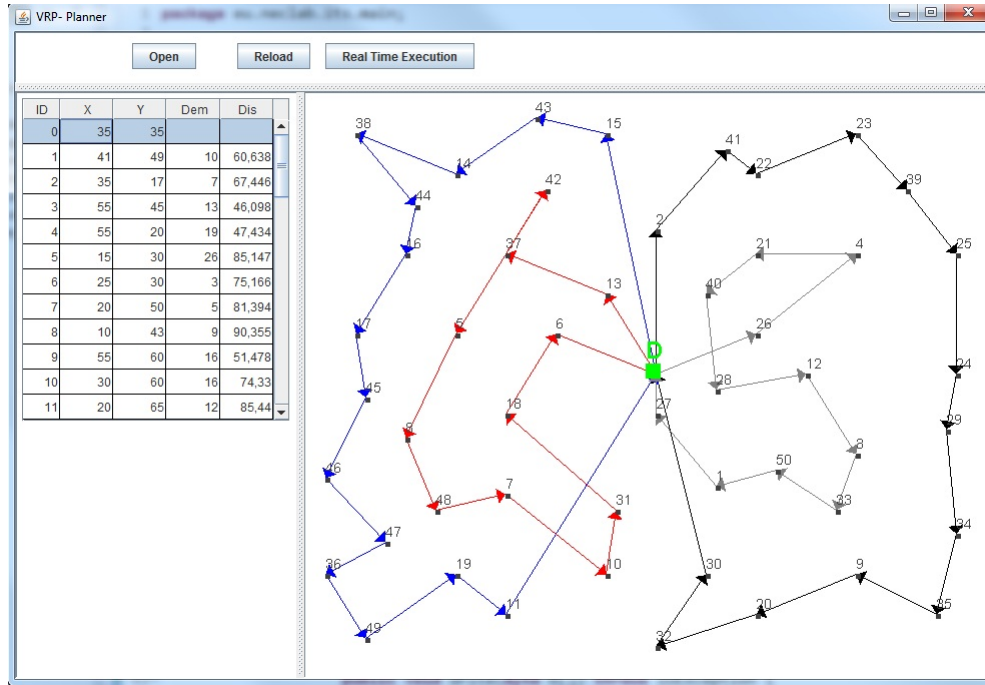 VRP- Planner
Open Reload Real Time Execution
ID X Y Dem Dis
0 35 35
1 41 49 10 60,638
2 35 17 7 67,446
3 55 45 13 46,098
4 55 20 19 47,434
5 15 30 26 85,147
6 25 30 3 75,166
7 20 50 5 81,394
8 10 43 9 90,355
9 55 60 16 51,478
10 30 60 16 74,33
11 20 65 12 85,44
43
38 15 23
41
14 22
42 39
44
2
16 37 21 4 25
13 40
17 5 6 26
D
24
45 28 12
18 27 29
8 3
46 7 1 50
48 31 33
47 34
36 19 10 30 9
11 20 35
49 32